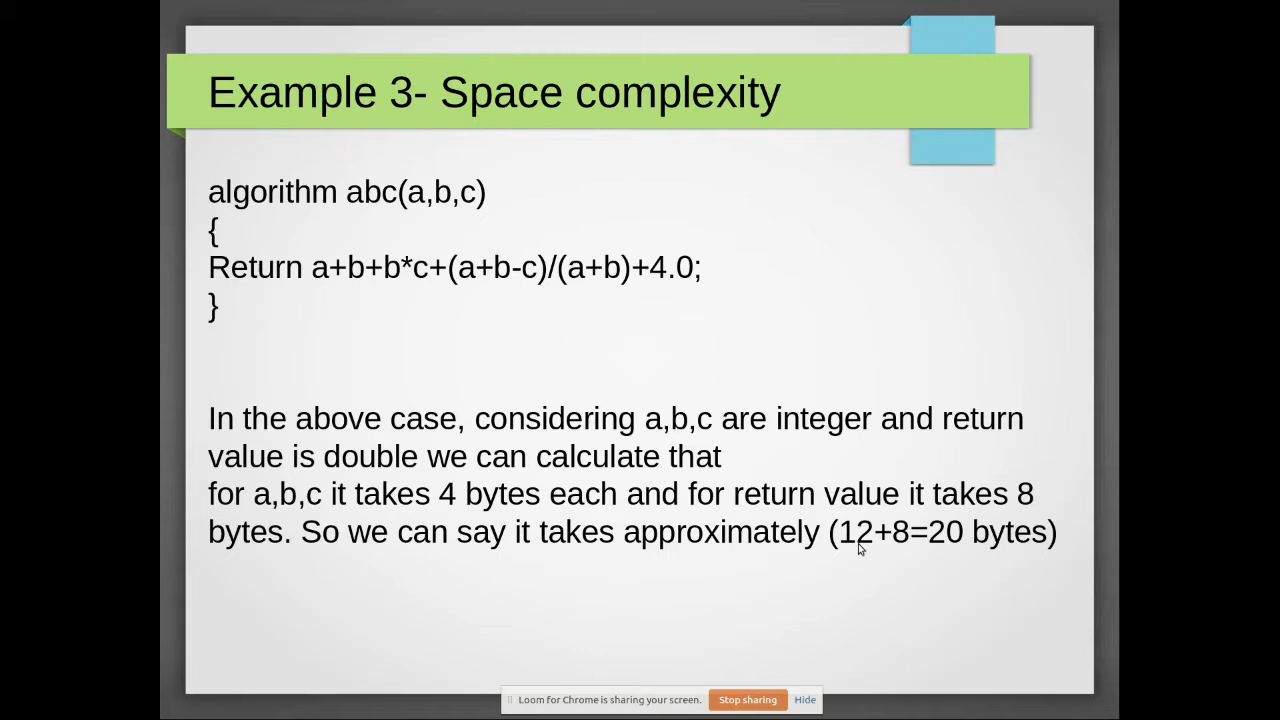 Example 3- Space complexity
algorithm abc(a,b,c)
{
Return a+b+b*c+(a+b-c)/(a+b)+4.0;
}
In the above case, considering a,b,c are integer and return
value is double we can calculate that
for a,b,c it takes 4 bytes each and for return value it takes 8
bytes. So we can say it takes approximately (12+8=20 bytes)
Loom for Chrome is sharing your screen. Stop sharing Hide